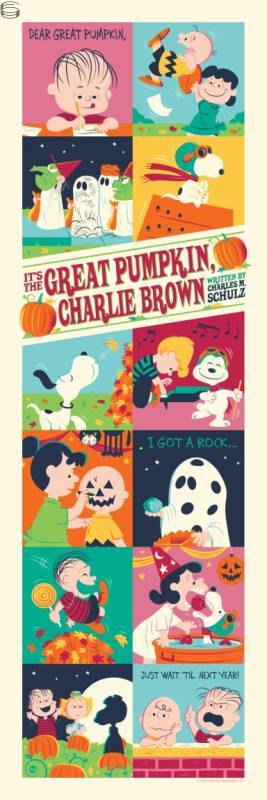 DEAR GREAT PUMPKIN,
IT'S
THE
GREAT PUMPKIN,
CHARLIE BROWN
WRITTEN BY
CHARLES M.
SCHULZ
I GOT A ROCK...
JUST WAIT 'TIL NEXT YEAR!